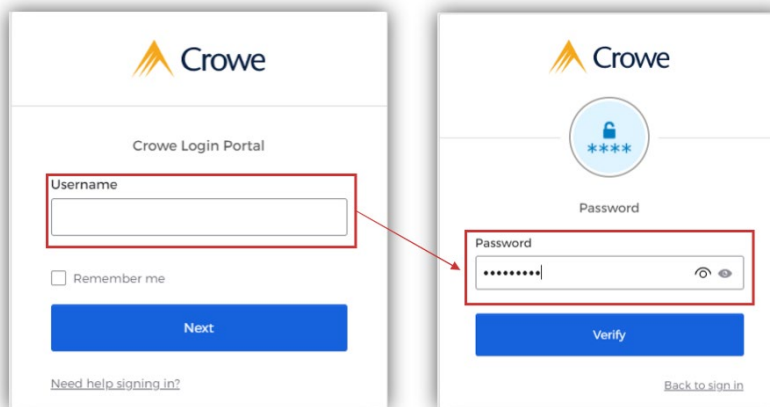 Crowe
Crowe Login Portal
Username
Remember me
Next
Need help signing in?
Crowe
****
Password
Password
•••••••••
Verify
Back to sign in